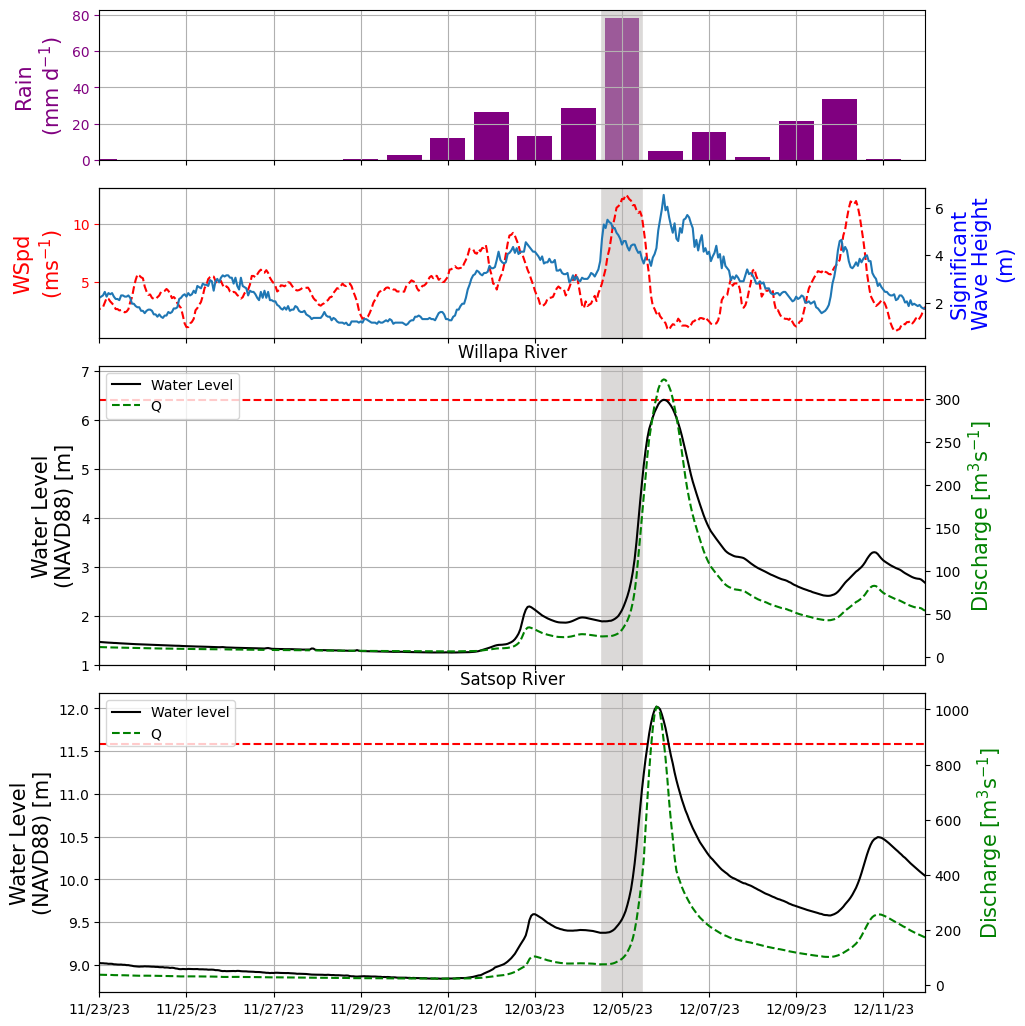 80
60
40
20
0
Rain
(mm d⁻¹)
10
5
WSpd
(ms⁻¹)
6
4
2
Significant
Wave Height
(m)
Willapa River
Water Level
Q
7
6
5
4
3
2
1
Water Level
(NAVD88) [m]
300
250
200
150
100
50
0
Discharge [m³s⁻¹]
Satsop River
Water level
Q
12.0
11.5
11.0
10.5
10.0
9.5
9.0
Water Level
(NAVD88) [m]
1000
800
600
400
200
0
Discharge [m³s⁻¹]
11/23/23 11/25/23 11/27/23 11/29/23 12/01/23 12/03/23 12/05/23 12/07/23 12/09/23 12/11/23